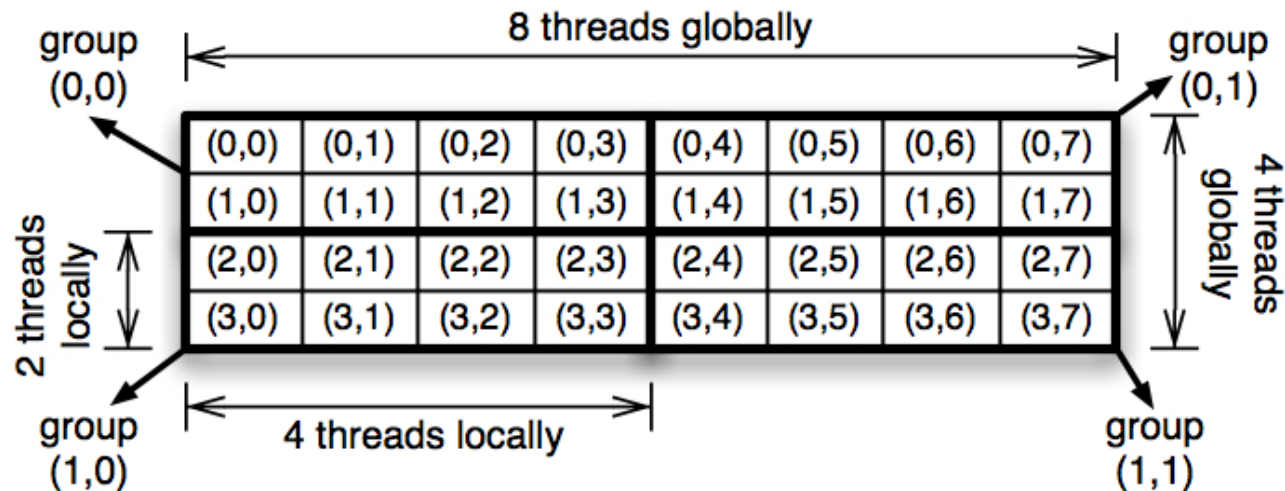 8 threads globally
group
(0,0)
group
(0,1)
(0,0) (0,1) (0,2) (0,3) (0,4) (0,5) (0,6) (0,7)
(1,0) (1,1) (1,2) (1,3) (1,4) (1,5) (1,6) (1,7)
(2,0) (2,1) (2,2) (2,3) (2,4) (2,5) (2,6) (2,7)
(3,0) (3,1) (3,2) (3,3) (3,4) (3,5) (3,6) (3,7)
2 threads
locally
4 threads
globally
4 threads locally
group
(1,0)
group
(1,1)